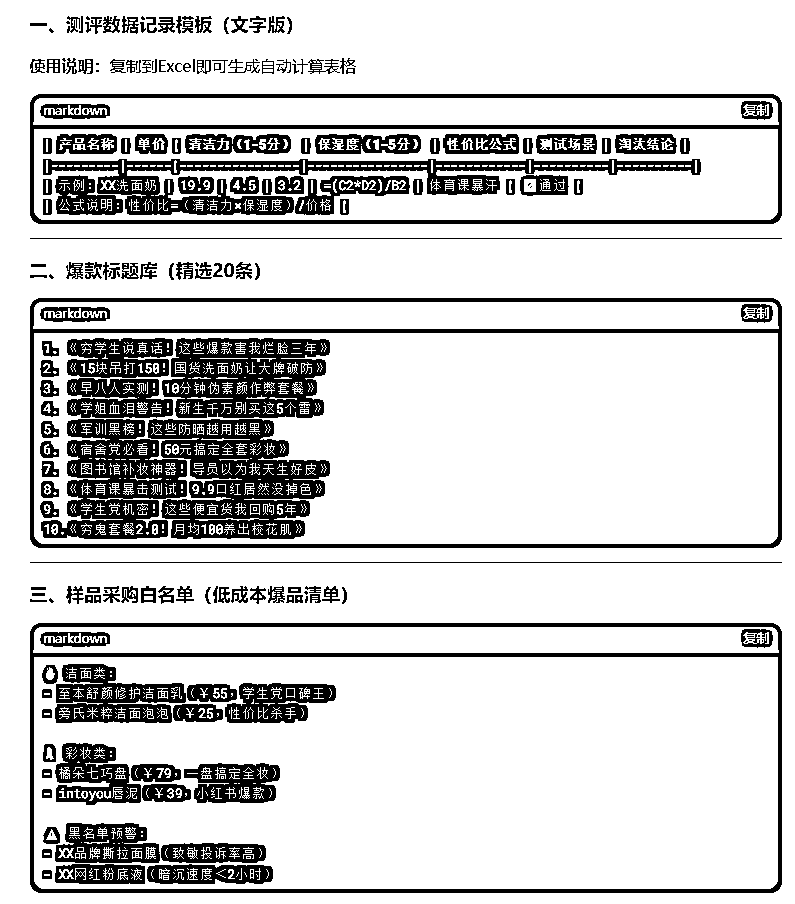 一、测评数据记录模板（文字版）
使用说明：复制到Excel即可生成自动计算表格
markdown 复制
| 产品名称 | 单价 | 清洁力（1-5分） | 保湿度（1-5分） | 性价比公式 | 测试场景 | 淘汰结论 |
|----------|------|----------------|----------------|------------|----------|----------|
| 示例：XX洗面奶 | 19.9 | 4.5 | 3.2 | =(C2*D2)/B2 | 体育课暴汗 | 通过 |
| 公式说明：性价比=（清洁力×保湿度）/价格 |
二、爆款标题库（精选20条）
markdown 复制
1. 《穷学生说真话！这些爆款害我烂脸三年》
2. 《15块吊打150！国货洗面奶让大牌破防》
3. 《早八人实测！10分钟伪素颜作弊套餐》
4. 《学姐血泪警告！新生千万别买这5个雷》
5. 《军训黑榜！这些防晒越用越黑》
6. 《宿舍党必看！50元搞定全套彩妆》
7. 《图书馆补妆神器！导员以为我天生好皮》
8. 《体育课暴击测试！9.9口红居然没掉色》
9. 《学生党机密！这些便宜货我回购5年》
10. 《穷鬼套餐2.0！月均100养出校花肌》
三、样品采购白名单（低成本爆品清单）
markdown 复制
洁面类：
- 至本舒颜修护洁面乳（￥55，学生党口碑王）
- 旁氏米粹洁面泡泡（￥25，性价比杀手）
彩妆类：
- 橘朵七巧盘（￥79，一盘搞定全妆）
- intoyou唇泥（￥39，小红书爆款）
黑名单预警：
- XX品牌撕拉面膜（致敏投诉率高）
- XX网红粉底液（暗沉速度<2小时）